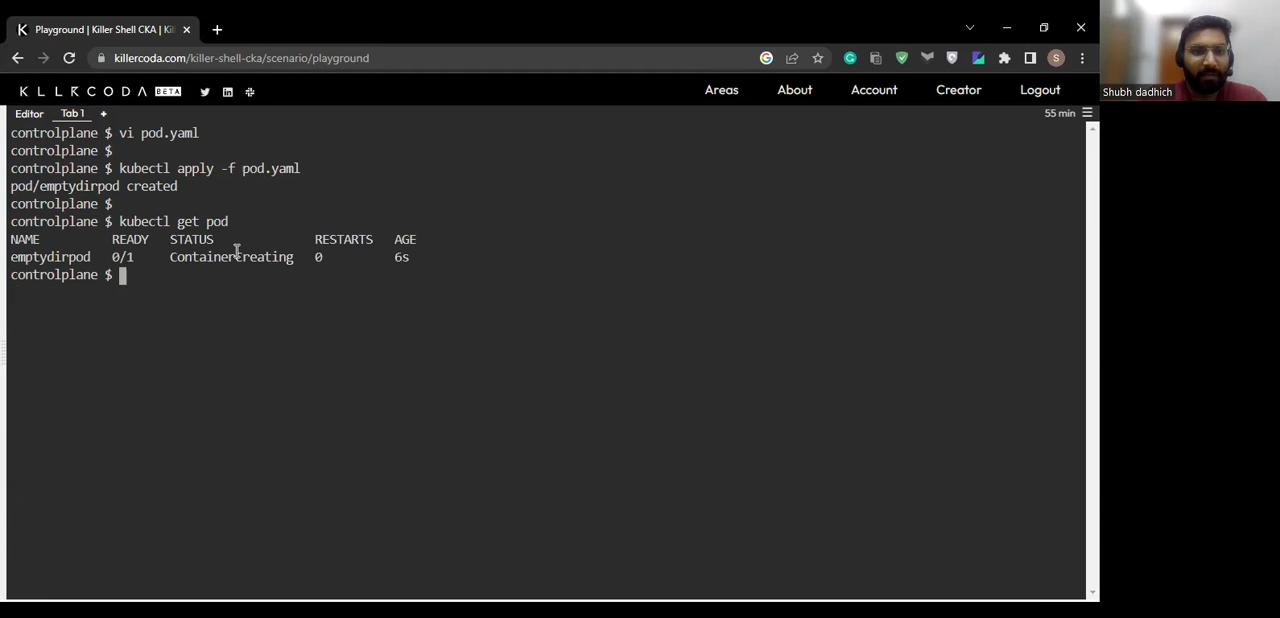 Playground | Killer Shell CKA | Kil
killercoda.com/killer-shell-cka/scenario/playground
S
Shubh dadhich
KLLRCODA BETA
Areas
About
Account
Creator
Logout
Editor
Tab 1
+
55 min
controlplane $ vi pod.yaml
controlplane $
controlplane $ kubectl apply -f pod.yaml
pod/emptydirpod created
controlplane $
controlplane $ kubectl get pod
NAME READY STATUS RESTARTS AGE
emptydirpod 0/1 ContainerCreating 0 6s
controlplane $